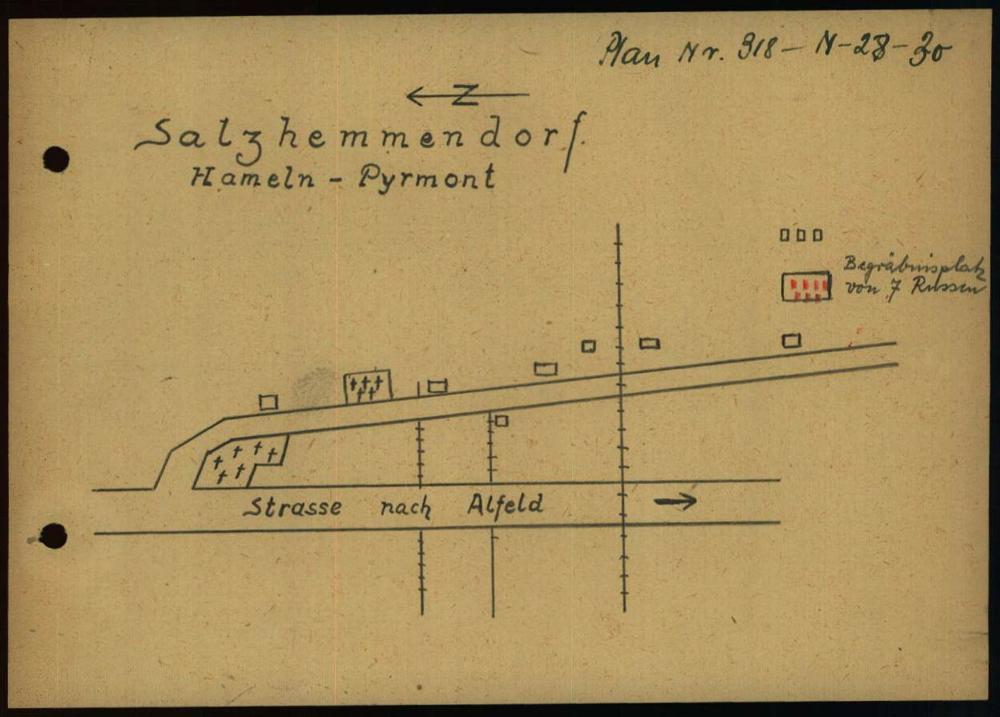 Plan Nr. 318 – N-28-30
N
Salzhemmendorf.
Hameln - Pyrmont
Begräbnisplatz
von 7 Russen
Strasse nach Alfeld